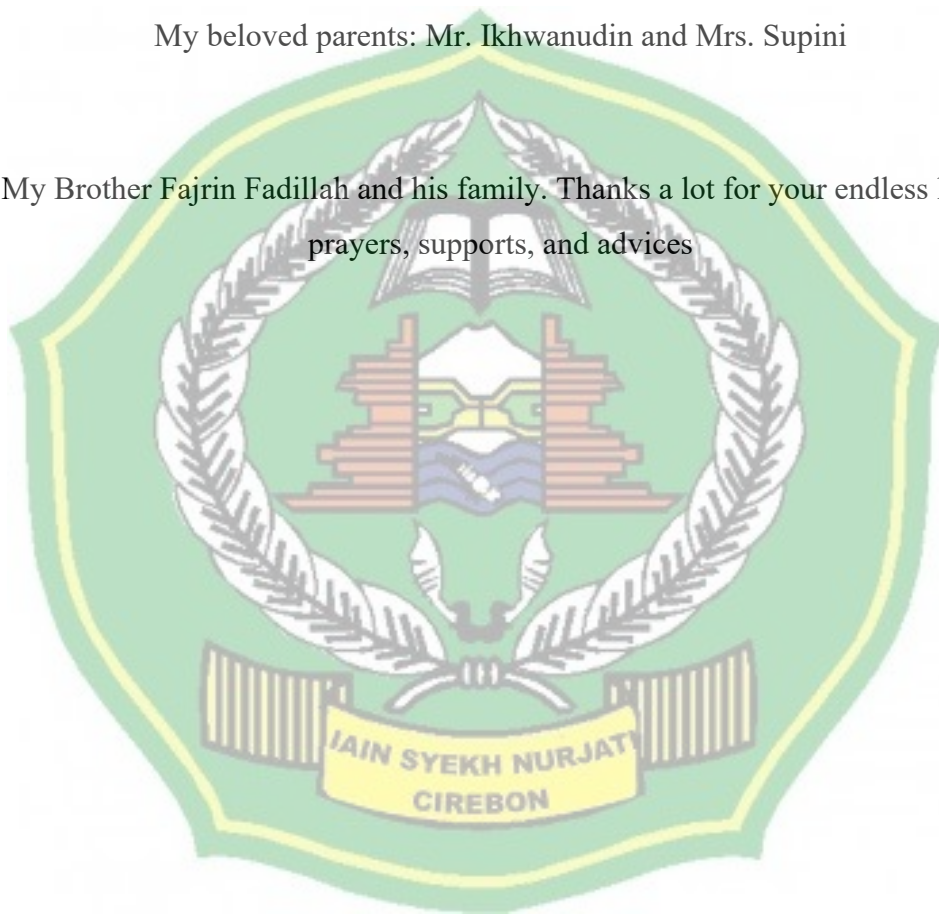 My beloved parents: Mr. Ikhwanudin and Mrs. Supini
My Brother Fajrin Fadillah and his family. Thanks a lot for your endless
prayers, supports, and advices
IAIN SYEKH NURJATI
CIREBON